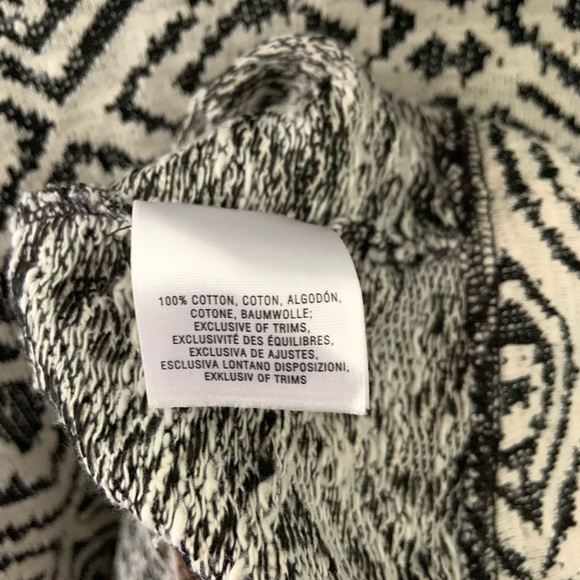 100% COTTON, COTON, ALGODÓN,
COTONE, BAUMWOLLE;
EXCLUSIVE OF TRIMS,
EXCLUSIVITÉ DES ÉQUILIBRES,
EXCLUSIVA DE AJUSTES,
ESCLUSIVA LONTANO DISPOSIZIONI,
EXKLUSIV OF TRIMS